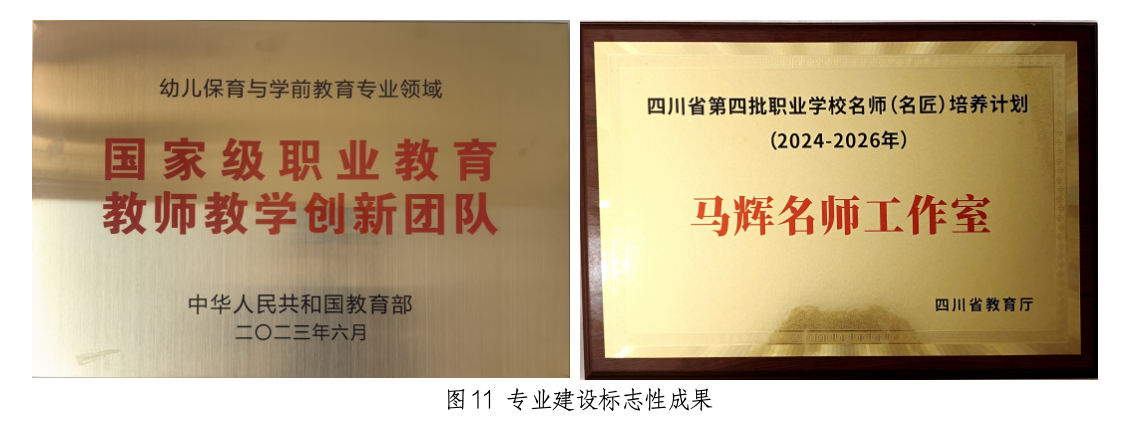 幼儿保育与学前教育专业领域
国家级职业教育
教师教学创新团队
中华人民共和国教育部
二〇二三年六月
四川省第四批职业学校名师（名匠）培养计划
（2024-2026年）
马辉名师工作室
四川省教育厅
图11 专业建设标志性成果